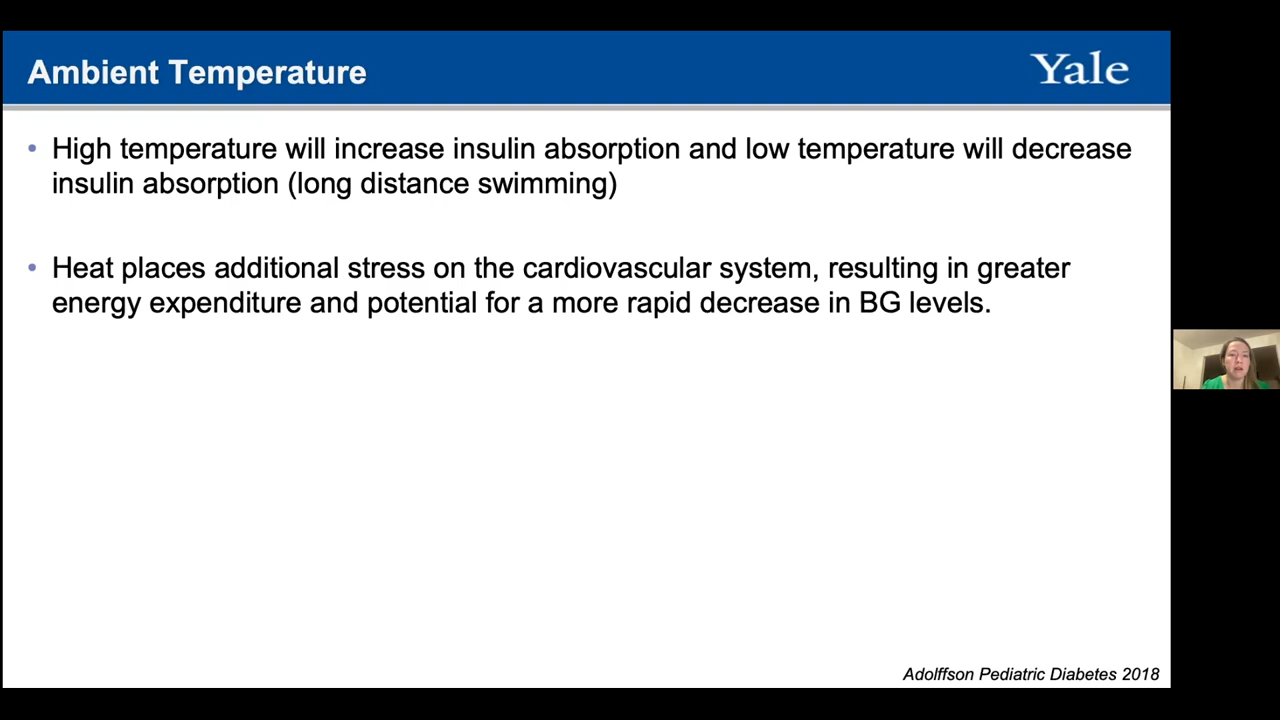 Ambient Temperature
Yale
• High temperature will increase insulin absorption and low temperature will decrease
insulin absorption (long distance swimming)
• Heat places additional stress on the cardiovascular system, resulting in greater
energy expenditure and potential for a more rapid decrease in BG levels.
Adolffson Pediatric Diabetes 2018